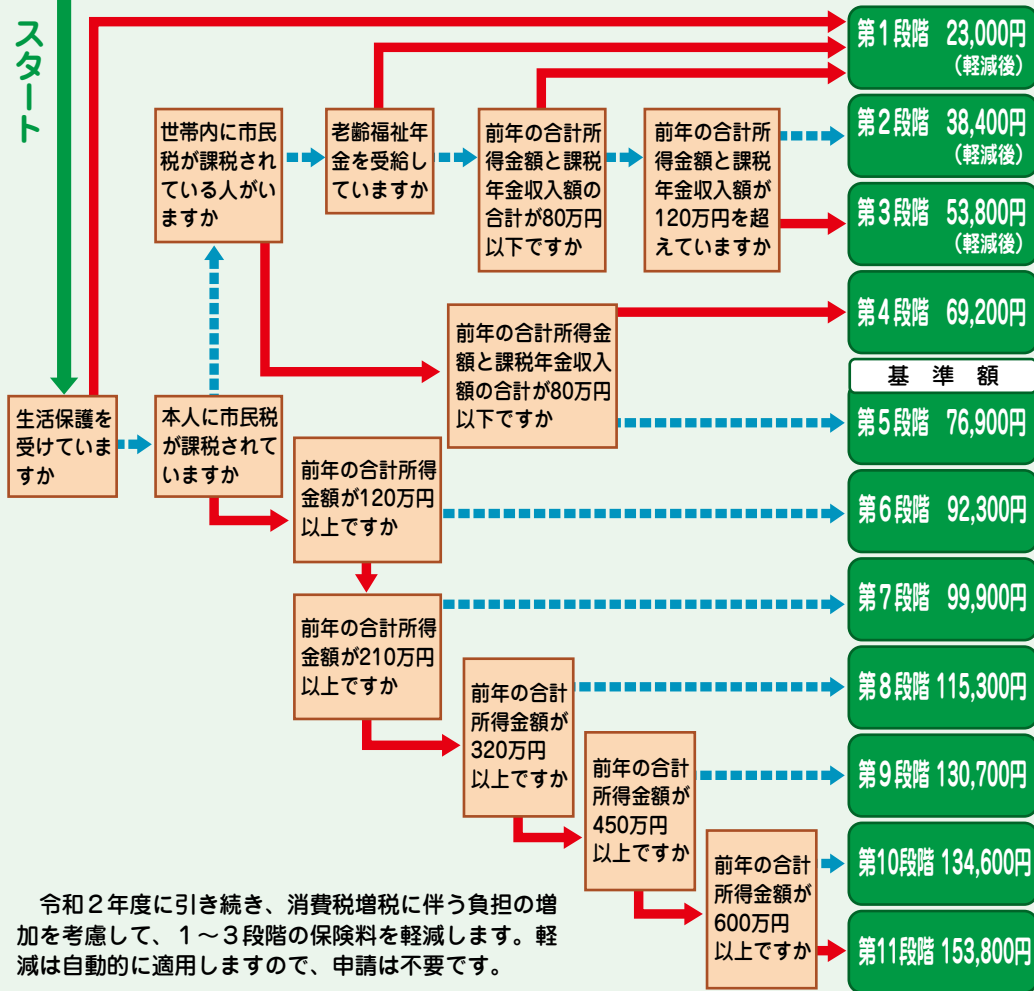 スタート
生活保護を
受けていま
すか
本人に市民税
が課税されて
いますか
世帯内に市民
税が課税され
ている人がい
ますか
老齢福祉年
金を受給し
ていますか
前年の合計所
得金額と課税
年金収入額の
合計が80万円
以下ですか
前年の合計所
得金額と課税
年金収入額が
120万円を超
えていますか
前年の合計所得金
額と課税年金収入
額の合計が80万円
以下ですか
前年の合計所得
金額が120万円
以上ですか
前年の合計所得
金額が210万円
以上ですか
前年の合計
所得金額が
320万円
以上ですか
前年の合計
所得金額が
450万円
以上ですか
前年の合計
所得金額が
600万円
以上ですか
第1段階 23,000円
(軽減後)
第2段階 38,400円
(軽減後)
第3段階 53,800円
(軽減後)
第4段階 69,200円
基準額
第5段階 76,900円
第6段階 92,300円
第7段階 99,900円
第8段階 115,300円
第9段階 130,700円
第10段階 134,600円
第11段階 153,800円
令和2年度に引き続き、消費税増税に伴う負担の増
加を考慮して、1～3段階の保険料を軽減します。軽
減は自動的に適用しますので、申請は不要です。